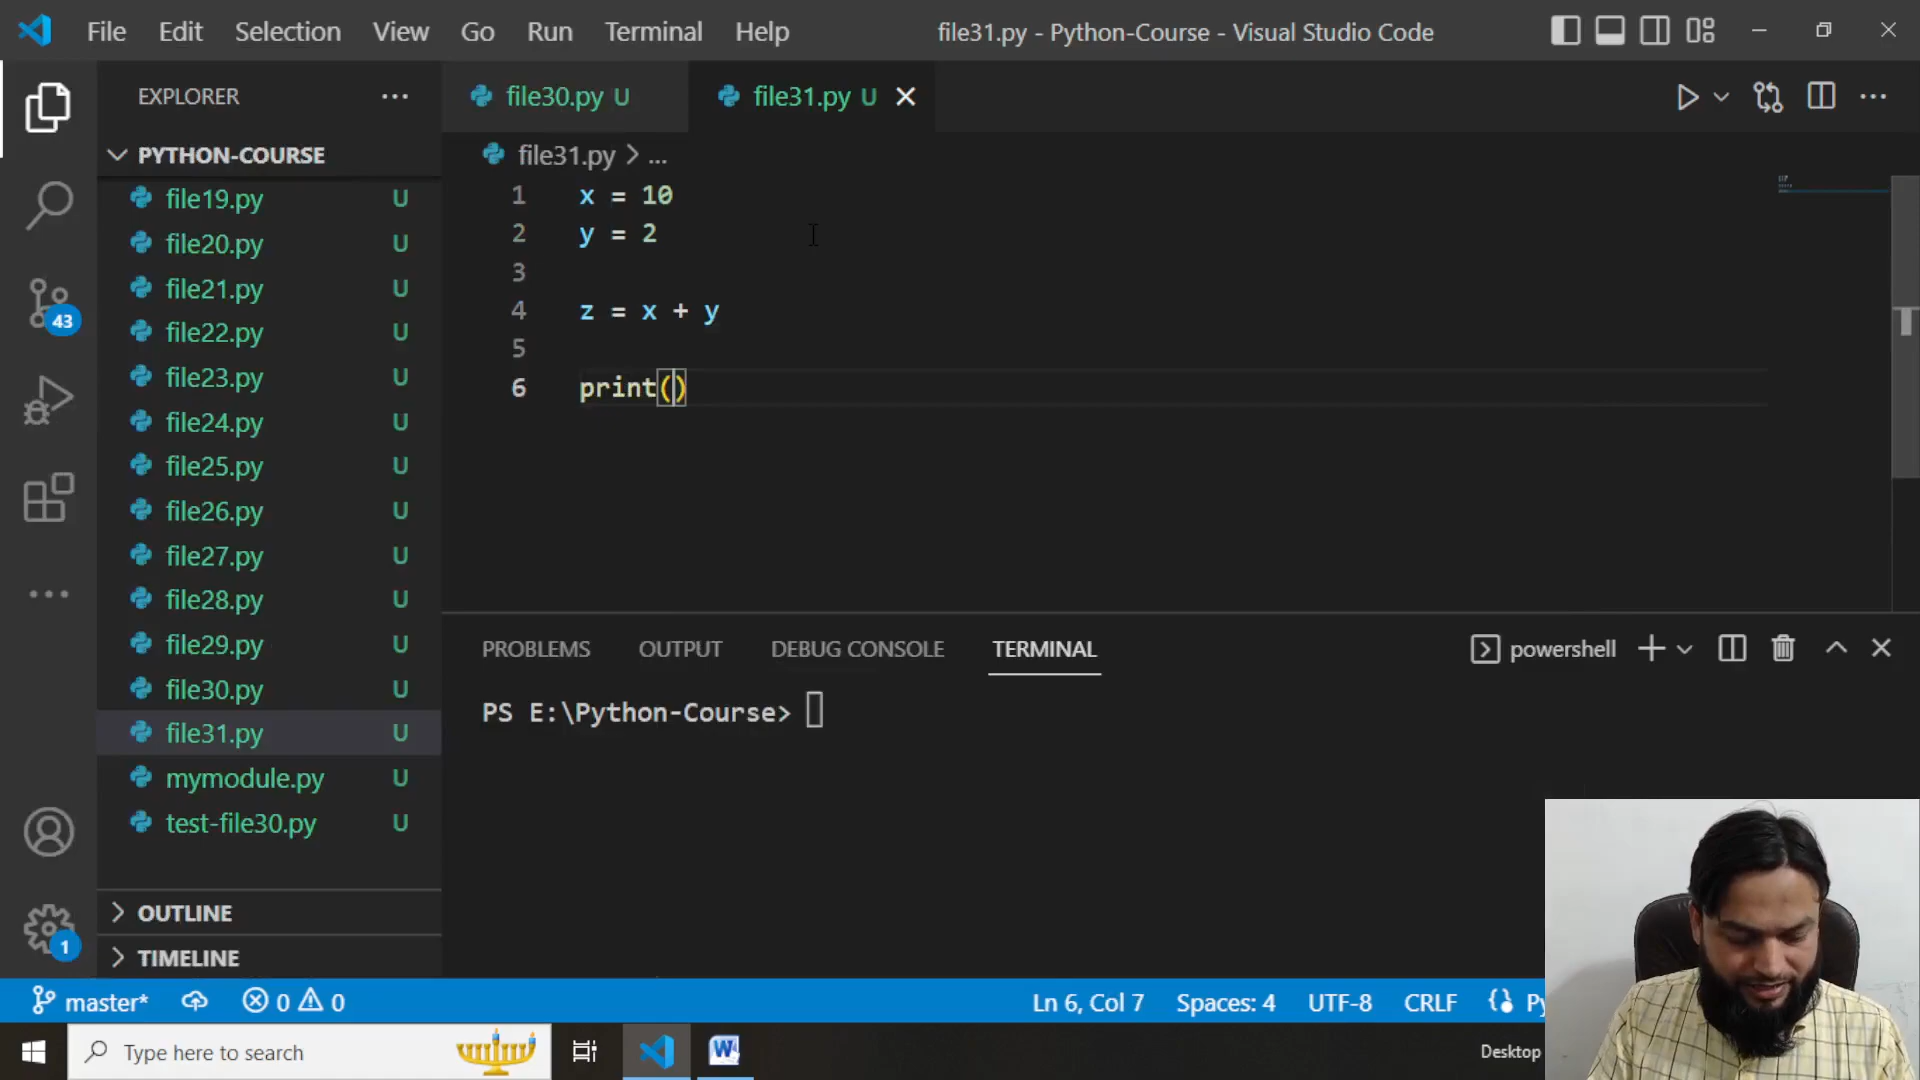 File Edit Selection View Go Run Terminal Help file31.py - Python-Course - Visual Studio Code
EXPLORER
PYTHON-COURSE
file19.py U
file20.py U
file21.py U
file22.py U
file23.py U
file24.py U
file25.py U
file26.py U
file27.py U
file28.py U
file29.py U
file30.py U
file31.py U
mymodule.py U
test-file30.py U
OUTLINE
TIMELINE
43
1
file30.py U file31.py U
file31.py > ...
1 x = 10
2 y = 2
3
4 z = x + y
5
6 print()
PROBLEMS OUTPUT DEBUG CONSOLE TERMINAL powershell
PS E:\Python-Course>
master* 0 0 Ln 6, Col 7 Spaces: 4 UTF-8 CRLF Py
Type here to search W Desktop